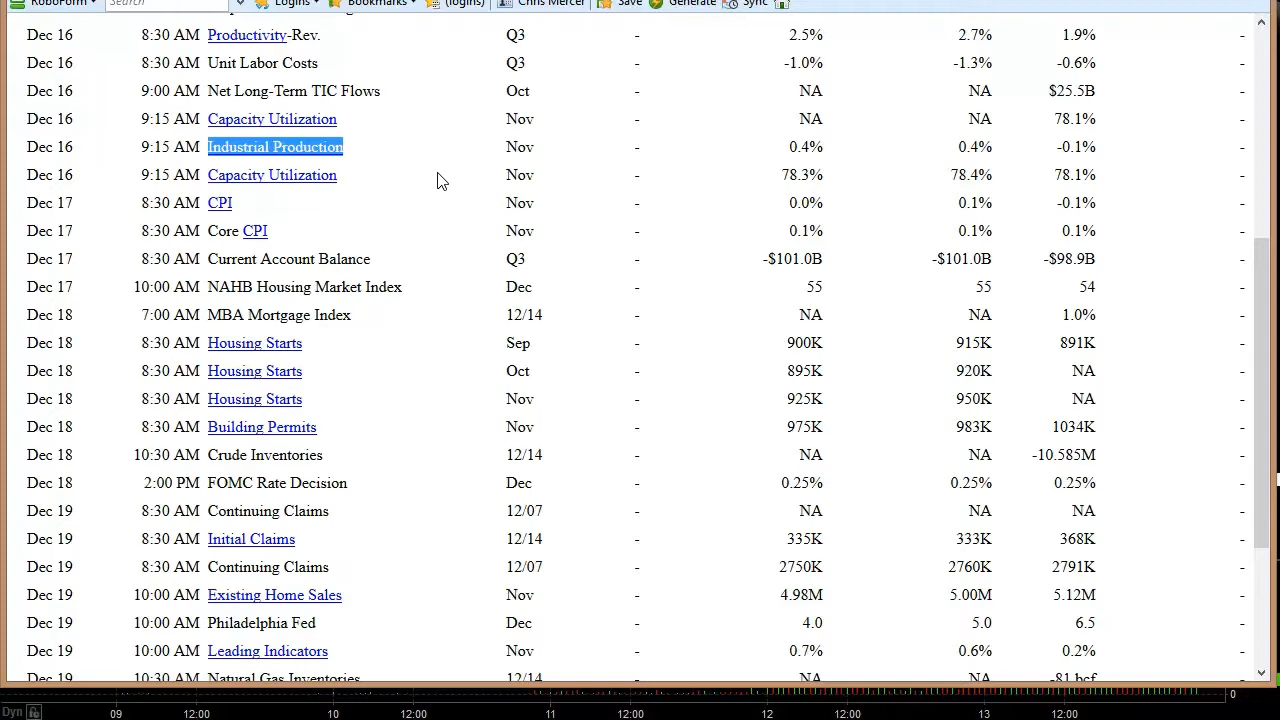 RoboForm Search Logins Bookmarks (logins) Chris Mercer Save Generate Sync
Dec 16 8:30 AM Productivity-Rev. Q3 - 2.5% 2.7% 1.9% -
Dec 16 8:30 AM Unit Labor Costs Q3 - -1.0% -1.3% -0.6% -
Dec 16 9:00 AM Net Long-Term TIC Flows Oct - NA NA $25.5B -
Dec 16 9:15 AM Capacity Utilization Nov - NA NA 78.1% -
Dec 16 9:15 AM Industrial Production Nov - 0.4% 0.4% -0.1% -
Dec 16 9:15 AM Capacity Utilization Nov - 78.3% 78.4% 78.1% -
Dec 17 8:30 AM CPI Nov - 0.0% 0.1% -0.1% -
Dec 17 8:30 AM Core CPI Nov - 0.1% 0.1% 0.1% -
Dec 17 8:30 AM Current Account Balance Q3 - -$101.0B -$101.0B -$98.9B -
Dec 17 10:00 AM NAHB Housing Market Index Dec - 55 55 54 -
Dec 18 7:00 AM MBA Mortgage Index 12/14 - NA NA 1.0% -
Dec 18 8:30 AM Housing Starts Sep - 900K 915K 891K -
Dec 18 8:30 AM Housing Starts Oct - 895K 920K NA -
Dec 18 8:30 AM Housing Starts Nov - 925K 950K NA -
Dec 18 8:30 AM Building Permits Nov - 975K 983K 1034K -
Dec 18 10:30 AM Crude Inventories 12/14 - NA NA -10.585M -
Dec 18 2:00 PM FOMC Rate Decision Dec - 0.25% 0.25% 0.25% -
Dec 19 8:30 AM Continuing Claims 12/07 - NA NA NA -
Dec 19 8:30 AM Initial Claims 12/14 - 335K 333K 368K -
Dec 19 8:30 AM Continuing Claims 12/07 - 2750K 2760K 2791K -
Dec 19 10:00 AM Existing Home Sales Nov - 4.98M 5.00M 5.12M -
Dec 19 10:00 AM Philadelphia Fed Dec - 4.0 5.0 6.5 -
Dec 19 10:00 AM Leading Indicators Nov - 0.7% 0.6% 0.2% -
Dec 19 10:30 AM Natural Gas Inventories 12/14 - NA NA -81 bcf -
0
Dyn 09 12:00 10 12:00 11 12:00 12 12:00 13 12:00